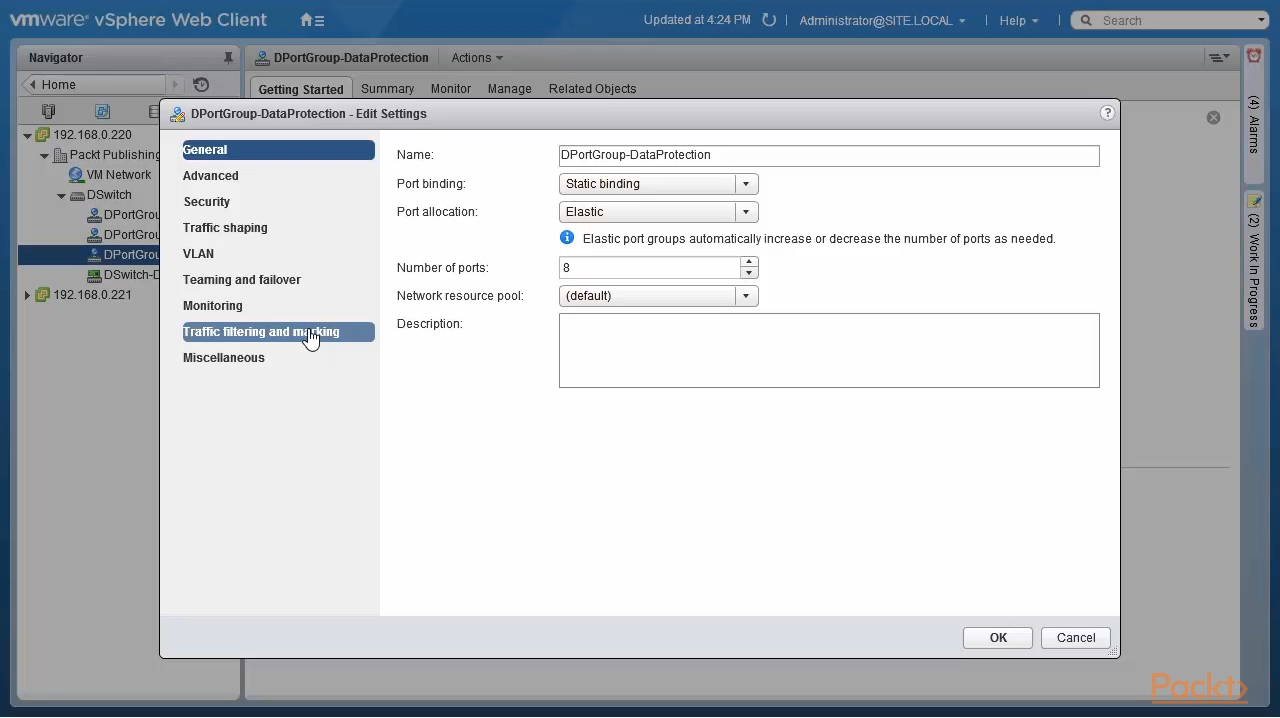 vmware® vSphere Web Client
Updated at 4:24 PM
Administrator@SITE.LOCAL
Help
Search
Navigator
Home
192.168.0.220
Packt Publishing
VM Network
DSwitch
DPortGrou
DPortGrou
DPortGrou
DSwitch-D
192.168.0.221
DPortGroup-DataProtection
Actions
Getting Started
Summary
Monitor
Manage
Related Objects
DPortGroup-DataProtection - Edit Settings
?
General
Advanced
Security
Traffic shaping
VLAN
Teaming and failover
Monitoring
Traffic filtering and marking
Miscellaneous
Name:
DPortGroup-DataProtection
Port binding:
Static binding
Port allocation:
Elastic
Elastic port groups automatically increase or decrease the number of ports as needed.
Number of ports:
8
Network resource pool:
(default)
Description:
OK
Cancel
(4) Alarms
(2) Work In Progress
Packt